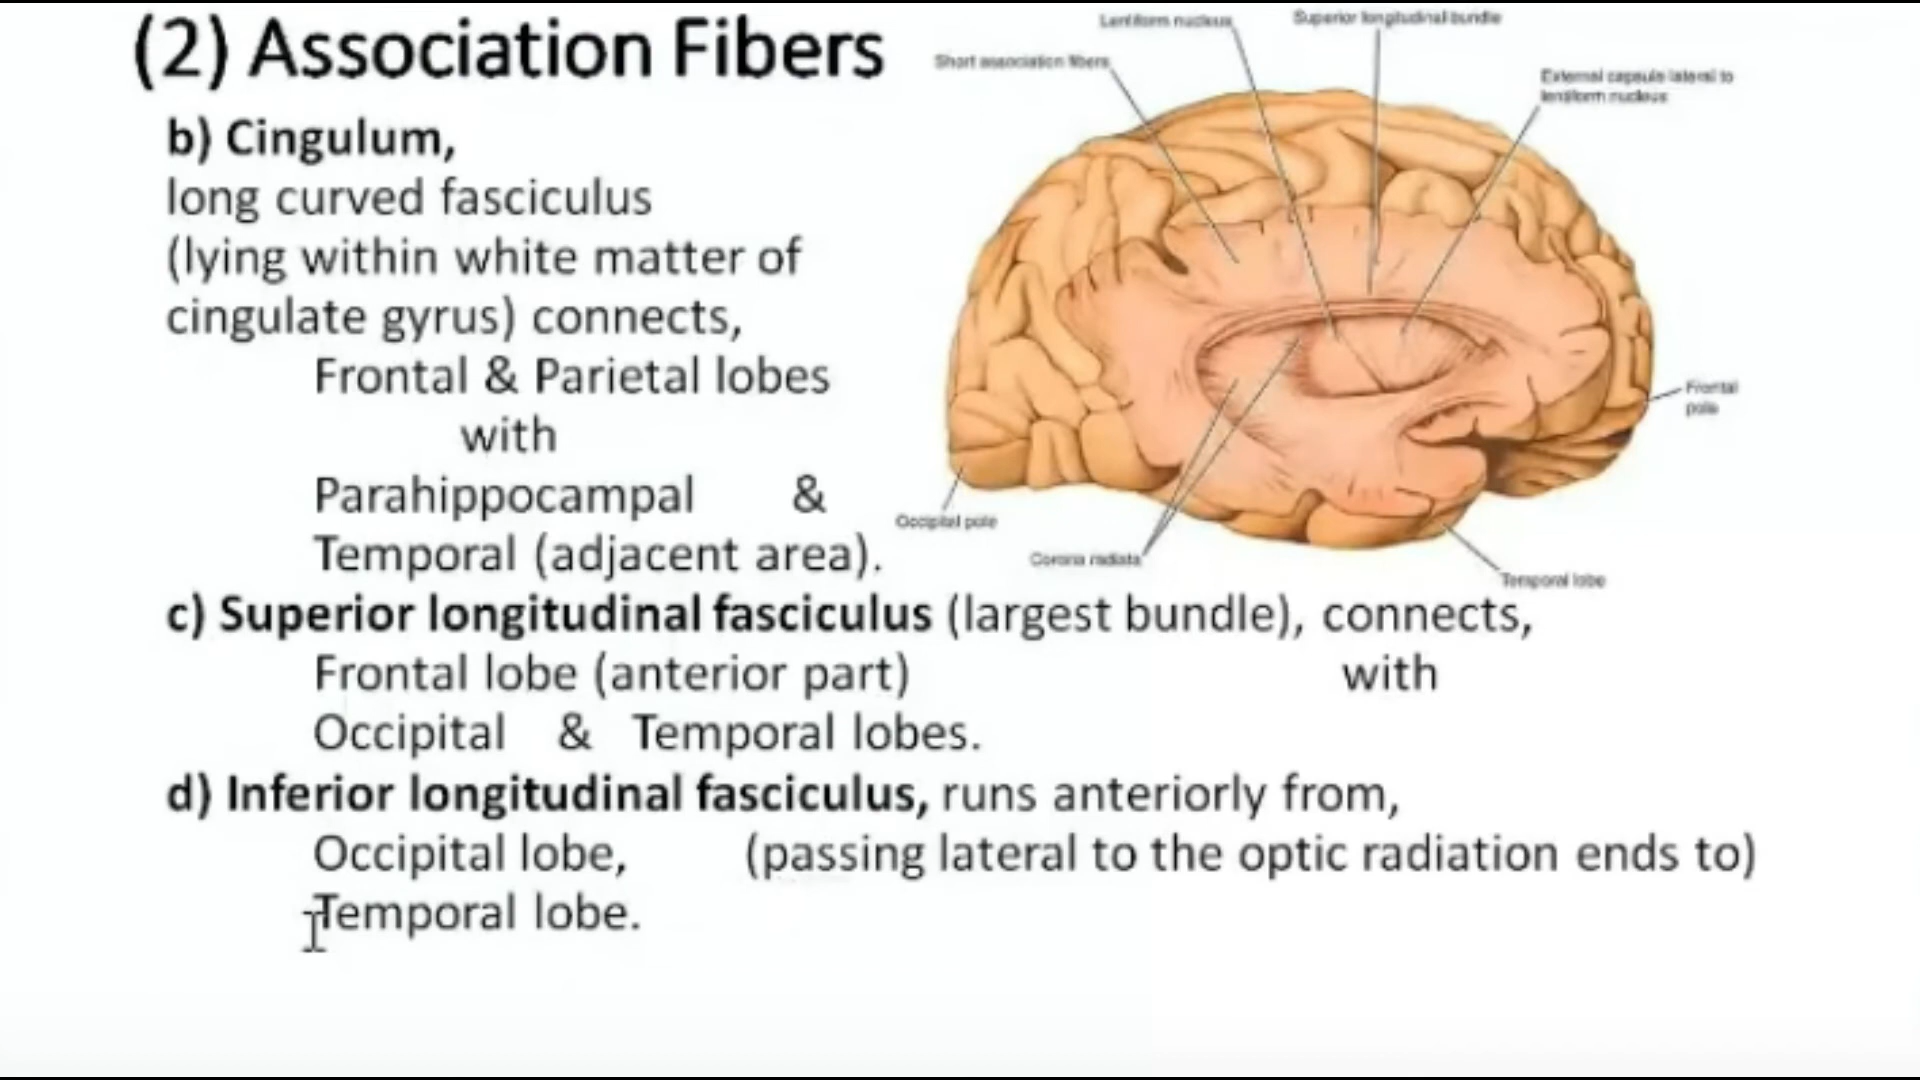 (2) Association Fibers
b) Cingulum,
long curved fasciculus
(lying within white matter of
cingulate gyrus) connects,
Frontal & Parietal lobes
with
Parahippocampal &
Temporal (adjacent area).
c) Superior longitudinal fasciculus (largest bundle), connects,
Frontal lobe (anterior part) with
Occipital & Temporal lobes.
d) Inferior longitudinal fasciculus, runs anteriorly from,
Occipital lobe, (passing lateral to the optic radiation ends to)
Temporal lobe.
Lentiform nucleus
Superior longitudinal bundle
Short association fibers
External capsule lateral to
lentiform nucleus
Frontal
pole
Occipital pole
Corona radiata
Temporal lobe